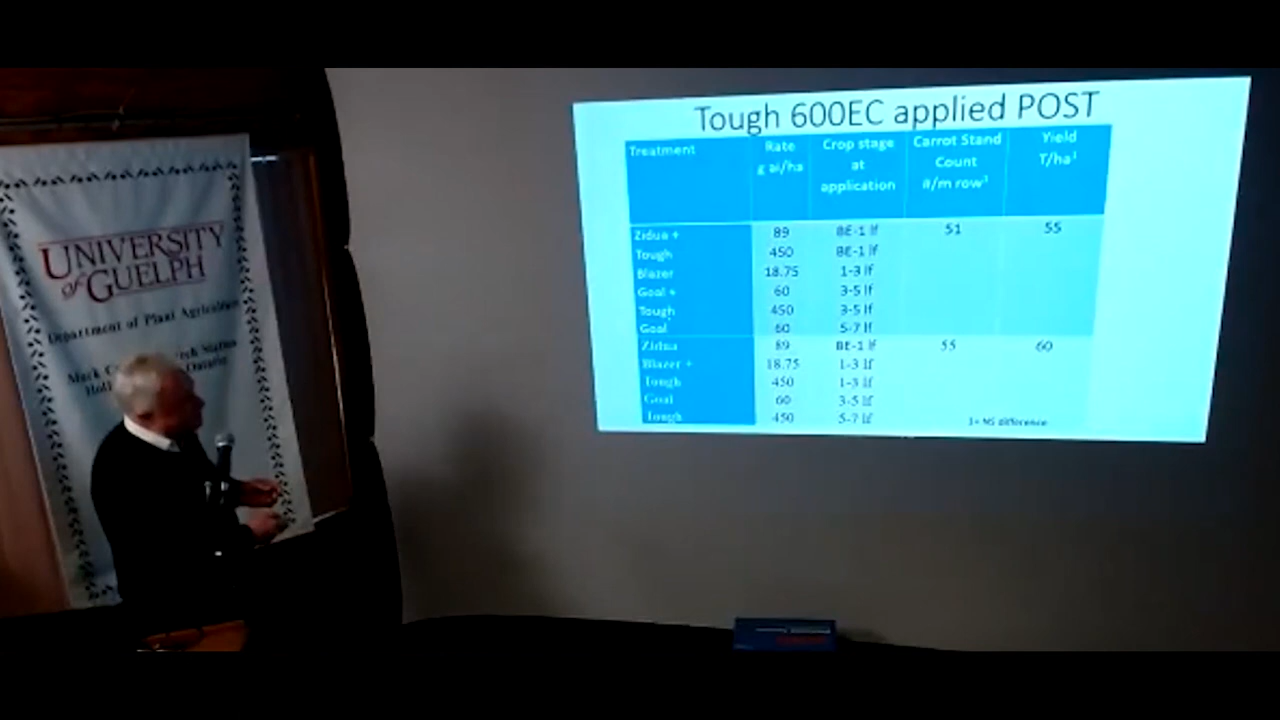 Tough 600EC applied POST
Treatment Rate g ai/ha Crop stage at application Carrot Stand Count #/m row¹ Yield T/ha¹
Zidua + 89 BE-1 lf 51 55
Tough 450 BE-1 lf
Blazer 18.75 1-3 lf
Goal + 60 3-5 lf
Tough 450 3-5 lf
Goal 60 5-7 lf
Zidua 89 BE-1 lf 55 60
Blazer + 18.75 1-3 lf
Tough 450 1-3 lf
Goal 60 3-5 lf
Tough 450 5-7 lf
1= NS difference
UNIVERSITY
of GUELPH
Department of Plant Agriculture
Muck